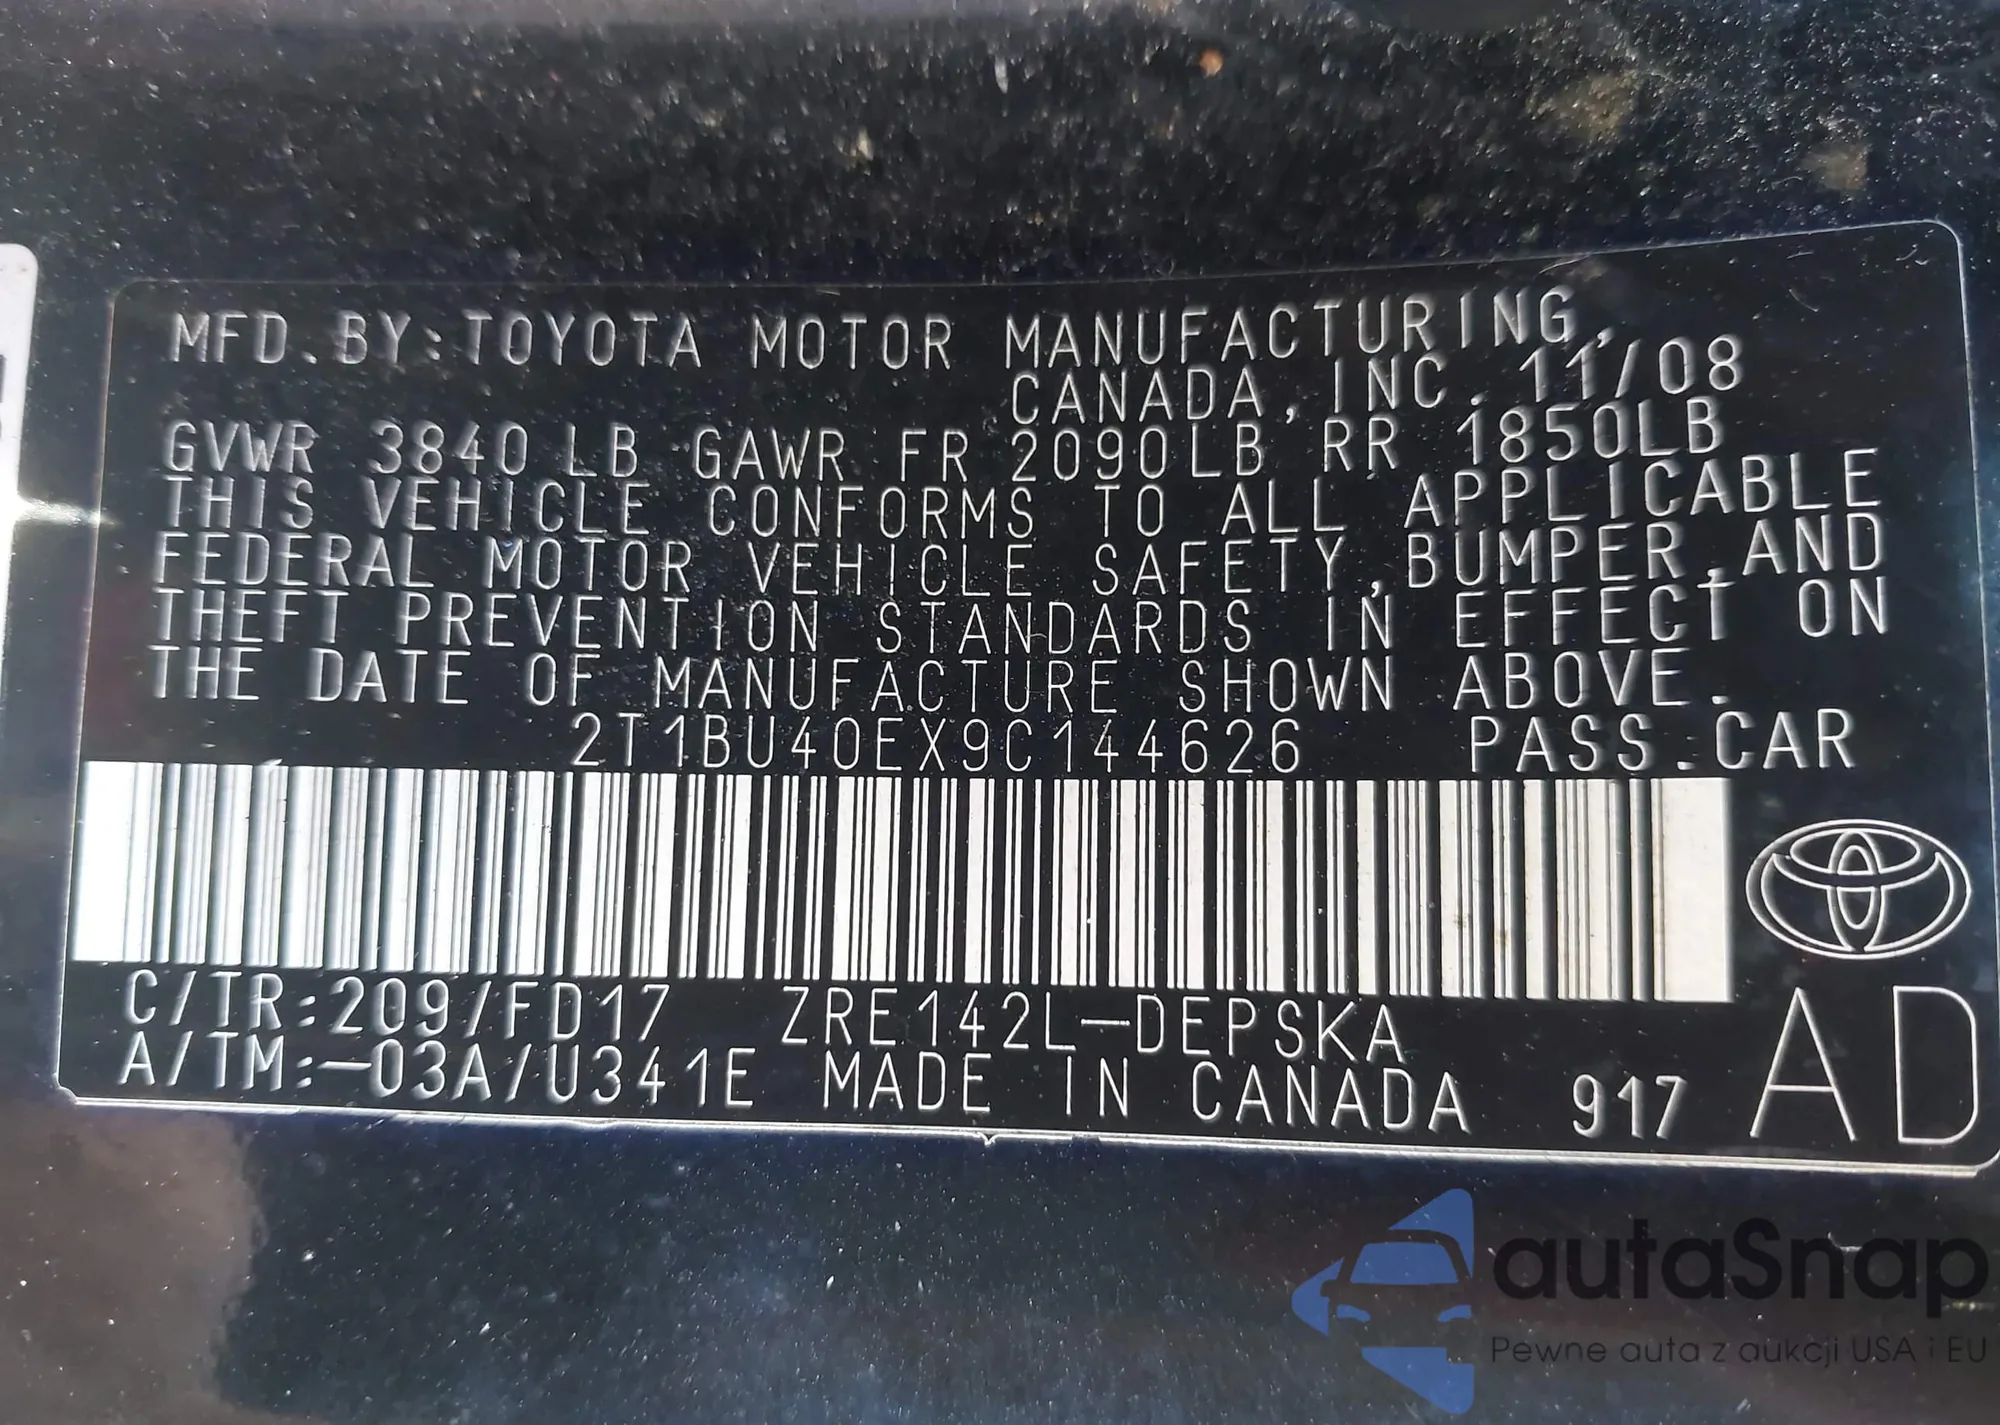 MFD. BY: TOYOTA MOTOR MANUFACTURING,
CANADA, INC. 11/08
GVWR 3840 LB GAWR FR 2090LB RR 1850LB
THIS VEHICLE CONFORMS TO ALL APPLICABLE
FEDERAL MOTOR VEHICLE SAFETY, BUMPER, AND
THEFT PREVENTION STANDARDS IN EFFECT ON
THE DATE OF MANUFACTURE SHOWN ABOVE.
2T1BU40EX9C144626 PASS. CAR
C/TR:209/FD17 ZRE142L-DEPSKA
A/TM:-03A/U341E MADE IN CANADA 917 AD
autaSnap
Pewne auta z aukcji USA i EU